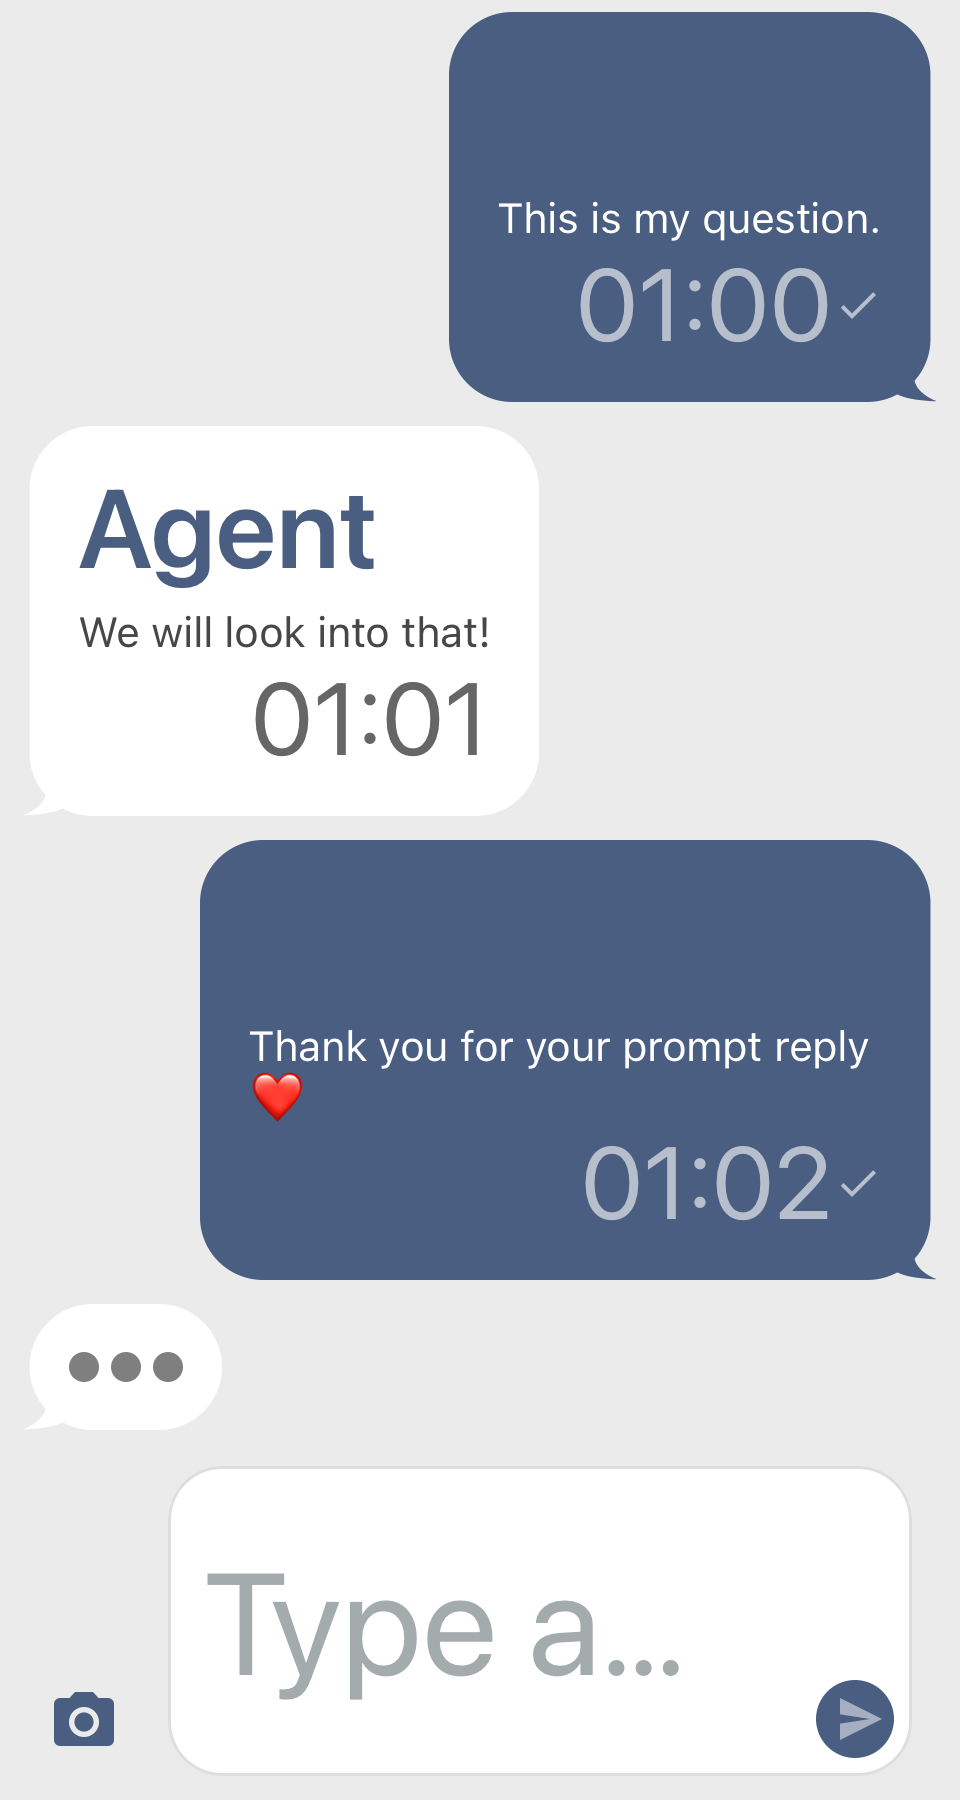 This is my question.
01:00
Agent
We will look into that!
01:01
Thank you for your prompt reply
❤️
01:02
Type a...